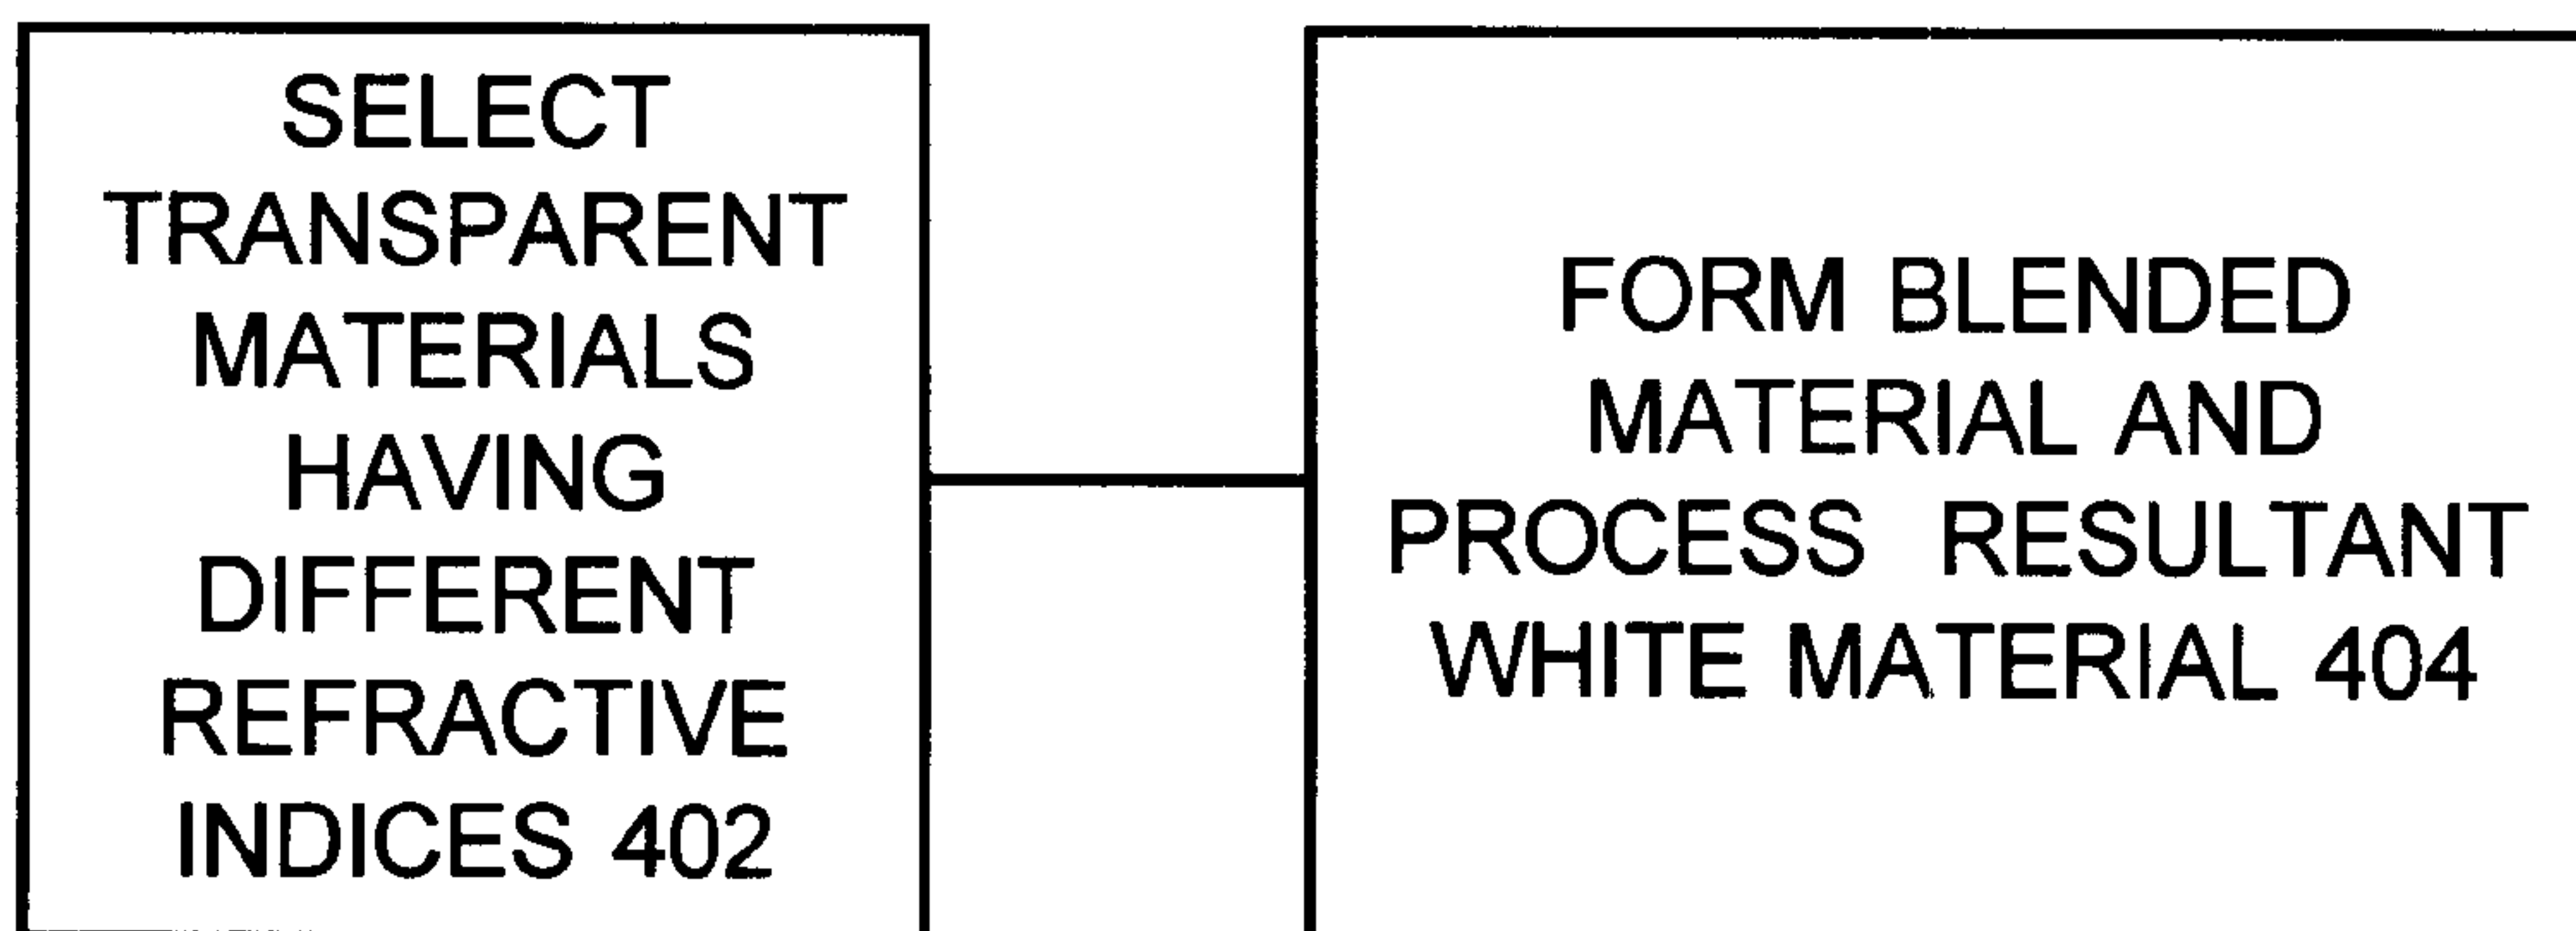 SELECT
TRANSPARENT
MATERIALS
HAVING
DIFFERENT
REFRACTIVE
INDICES 402
FORM BLENDED
MATERIAL AND
PROCESS RESULTANT
WHITE MATERIAL 404